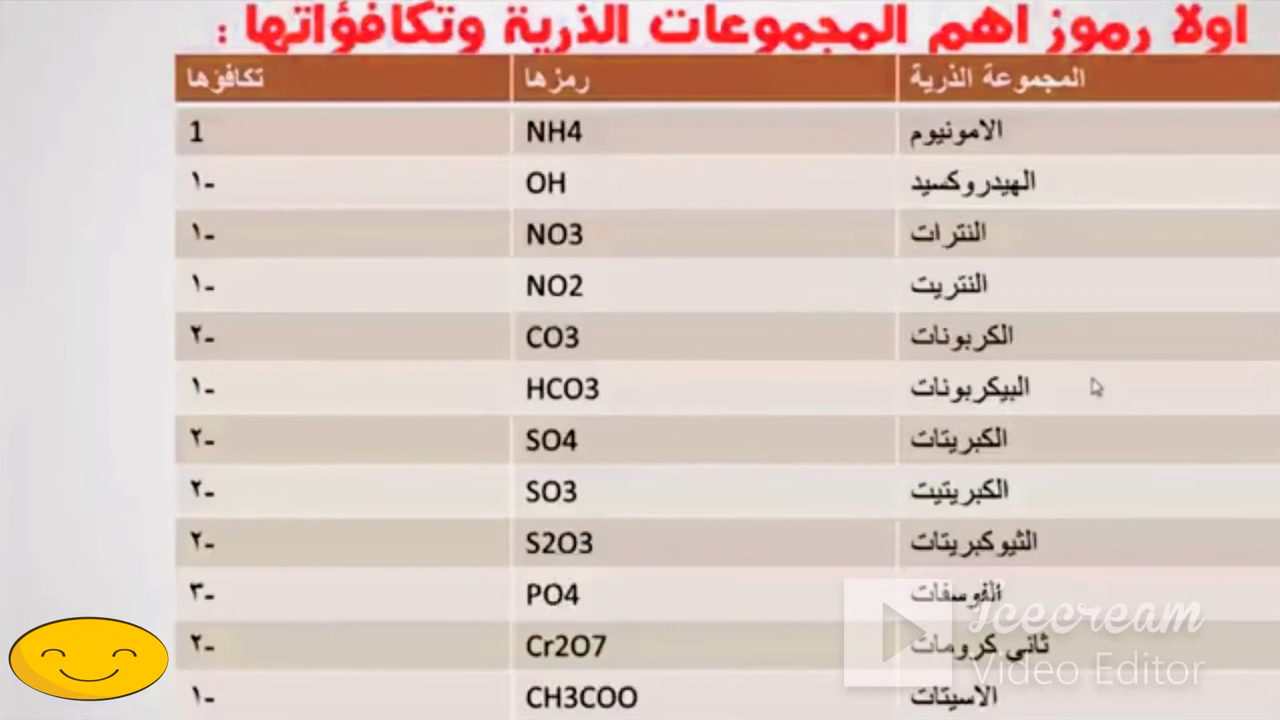 اولا رموز اهم المجموعات الذرية وتكافؤاتها :
المجموعة الذرية رمزها تكافؤها
الامونيوم NH4 1
الهيدروكسيد OH -١
النترات NO3 -١
النتريت NO2 -١
الكربونات CO3 -٢
البيكربونات HCO3 -١
الكبريتات SO4 -٢
الكبريتيت SO3 -٢
الثيوكبريتات S2O3 -٢
الفوسفات PO4 -٣
ثاني كرومات Cr2O7 -٢
الاسيتات CH3COO -١
Icecream
Video Editor